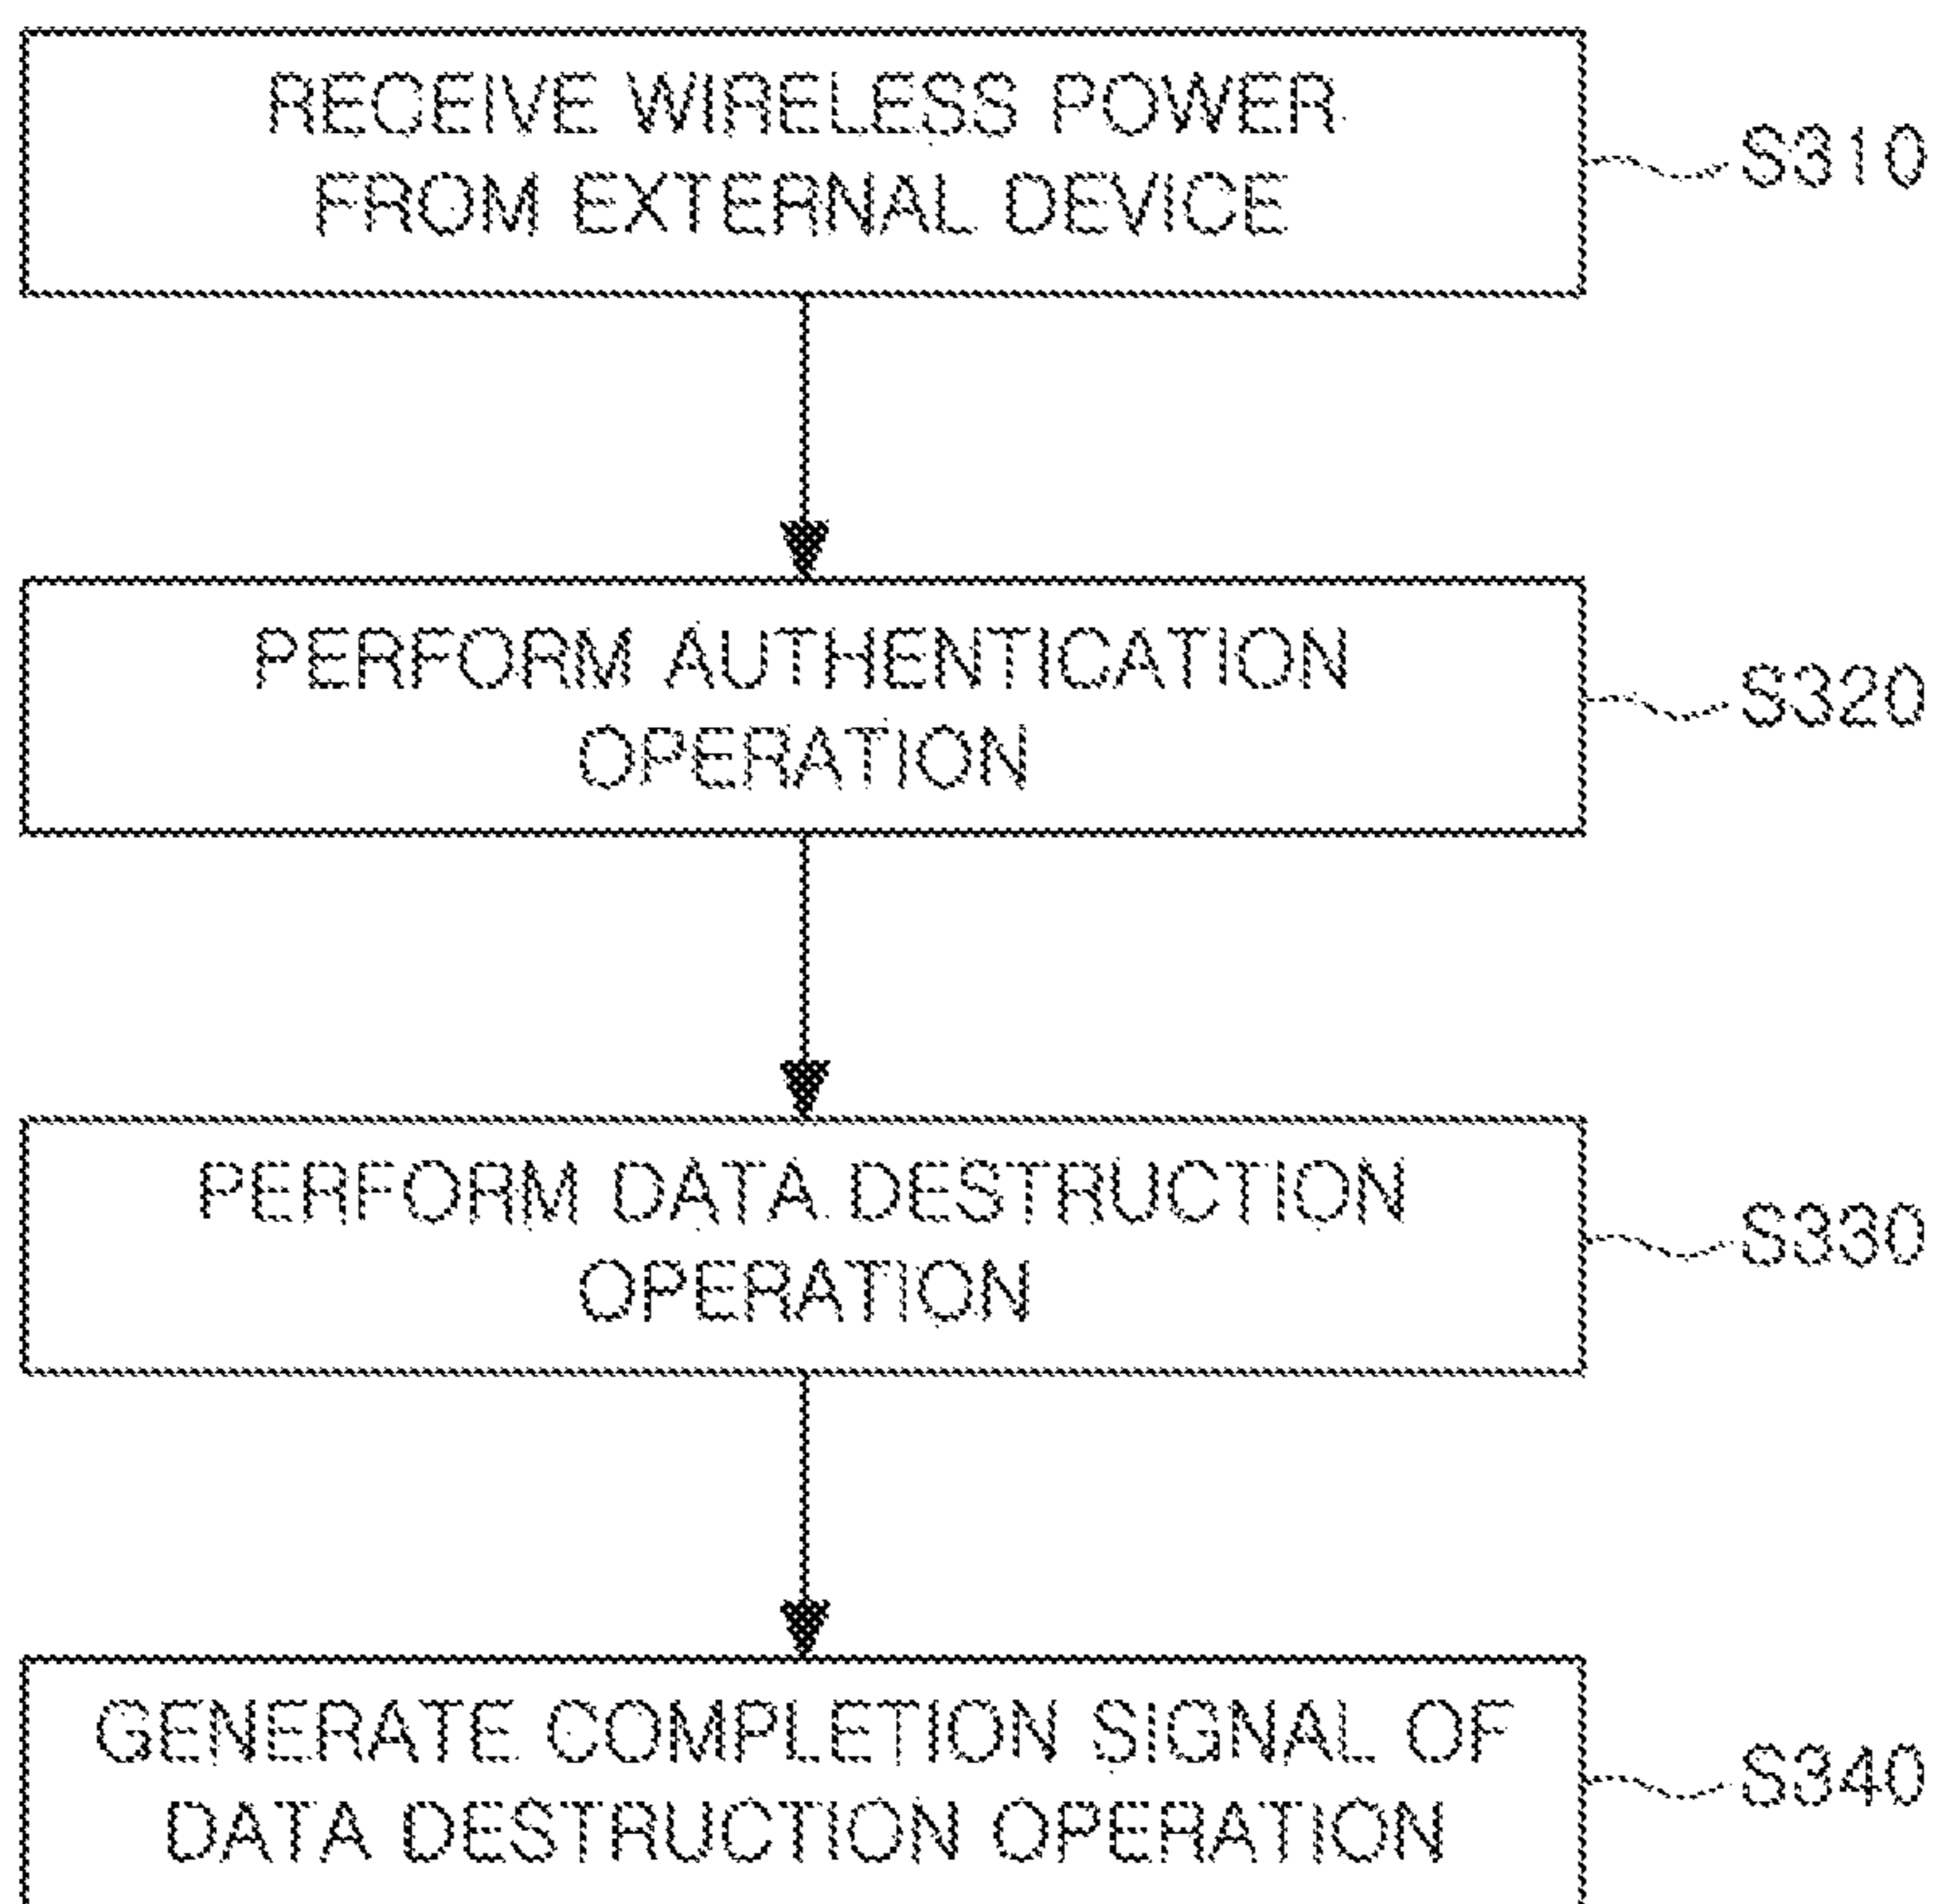 RECEIVE WIRELESS POWER
FROM EXTERNAL DEVICE
S310
PERFORM AUTHENTICATION
OPERATION
S320
PERFORM DATA DESTRUCTION
OPERATION
S330
GENERATE COMPLETION SIGNAL OF
DATA DESTRUCTION OPERATION
S340